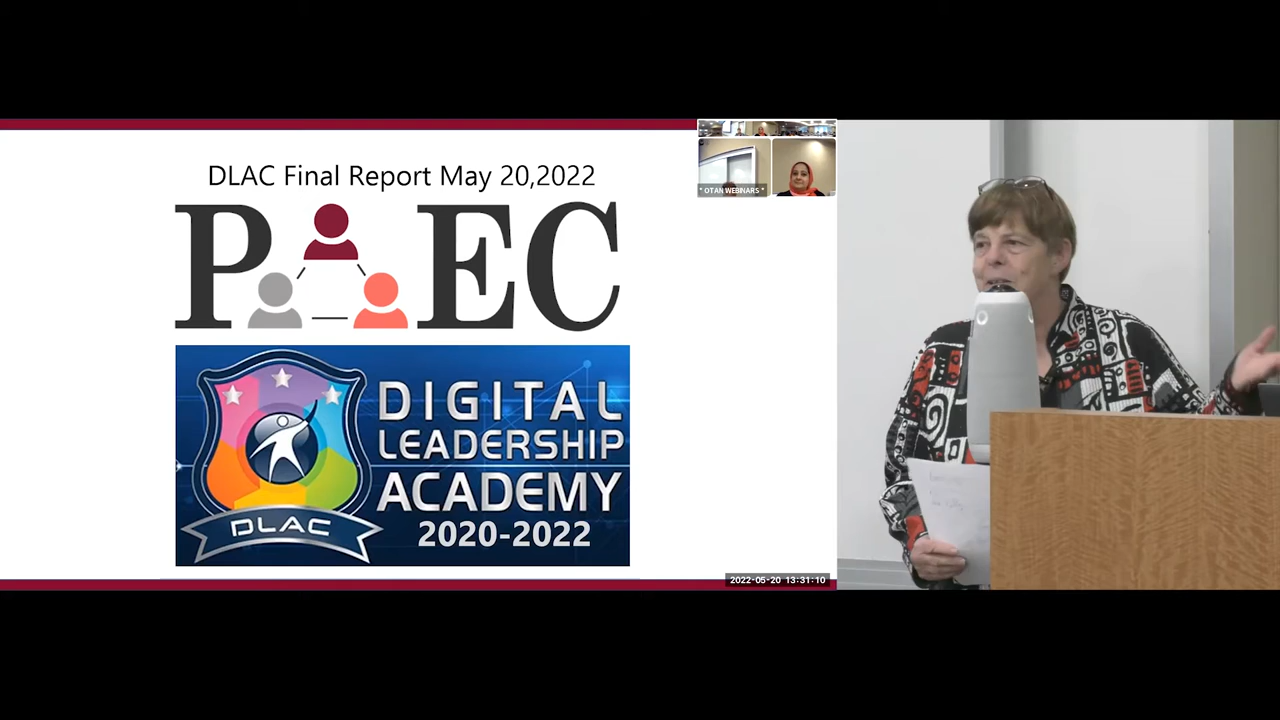 DLAC Final Report May 20,2022
P EC
* OTAN WEBINARS *
DIGITAL
LEADERSHIP
ACADEMY
2020-2022
DLAC
2022-05-20 13:31:10